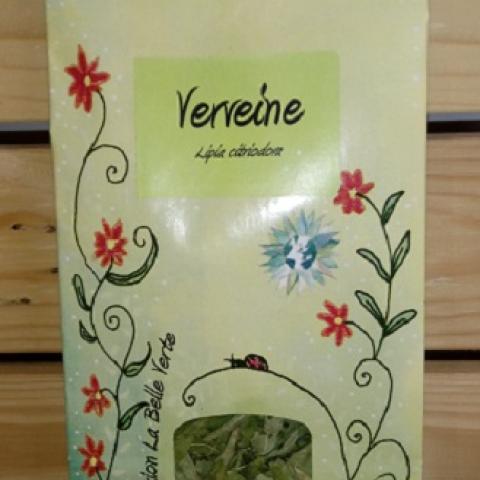 Verveine
Lipia citriodora
La Belle Verte